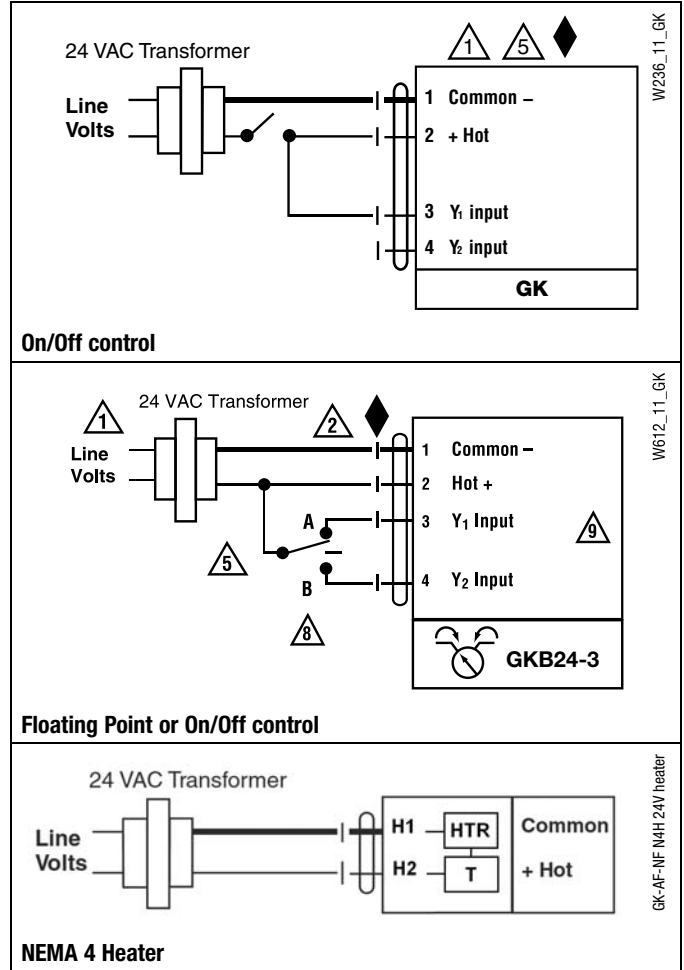 24 VAC Transformer
Line
Volts
1
5
W236_11_GK
1 Common –
2 + Hot
3 Y1 input
4 Y2 input
GK
On/Off control
24 VAC Transformer
1
2
Line
Volts
W612_11_GK
1 Common –
2 Hot +
A
3 Y1 Input
9
5
B
4 Y2 Input
8
GKB24-3
Floating Point or On/Off control
24 VAC Transformer
Line
Volts
GK-AF-NF N4H 24V heater
H1 HTR Common
H2 T + Hot
NEMA 4 Heater